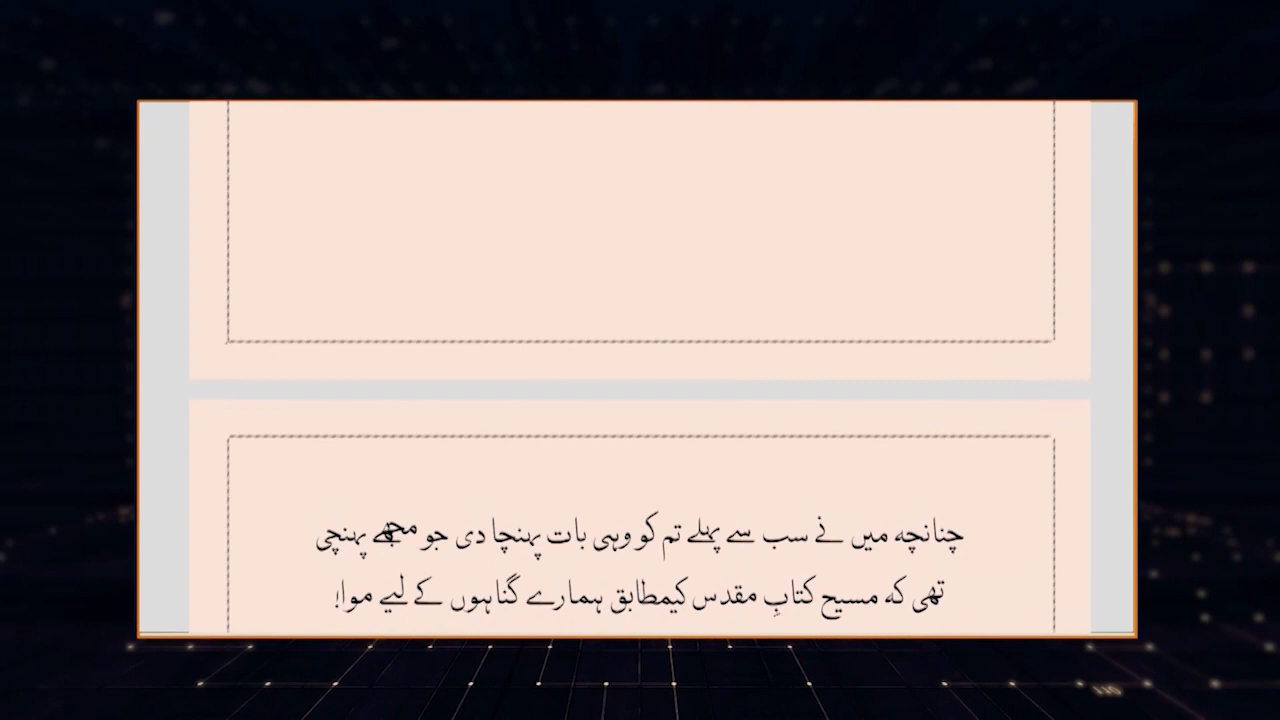 چنانچہ میں نے سب سے پہلے تم کو وہی بات پہنچا دی جو مجھے پہنچی
تھی کہ مسیح کتابِ مقدس کیمطابق ہمارے گناہوں کے لیے موا!